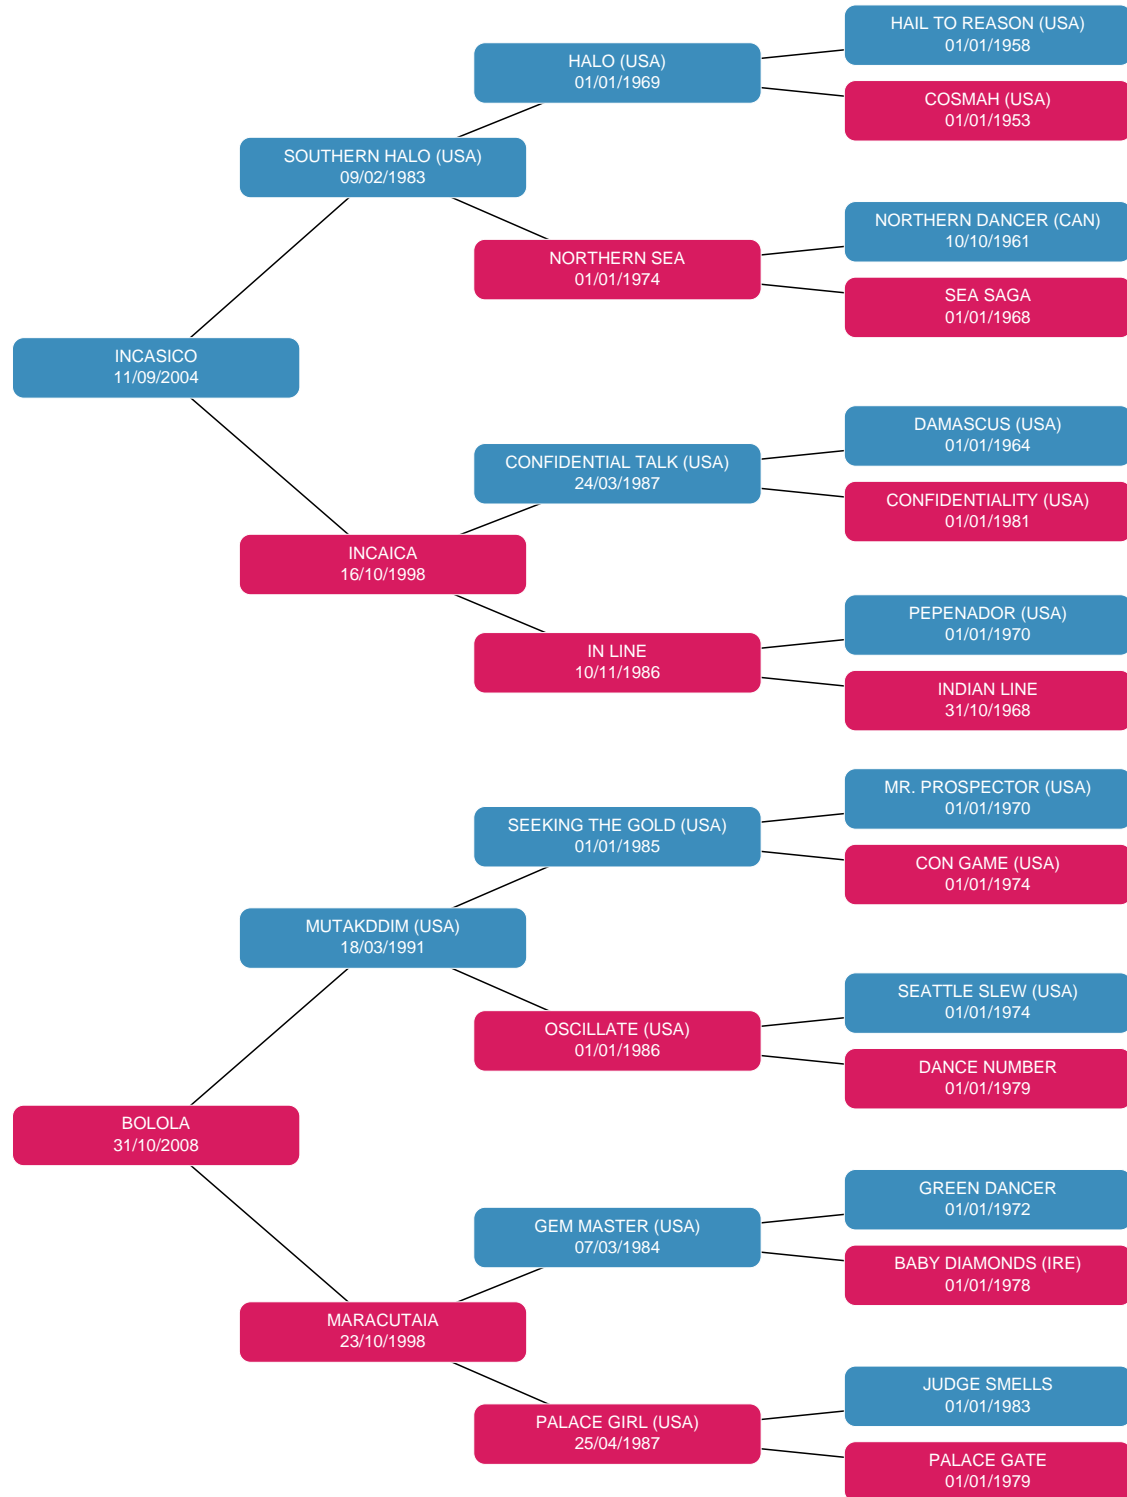 HAIL TO REASON (USA)
01/01/1958
HALO (USA)
01/01/1969
COSMAH (USA)
01/01/1953
SOUTHERN HALO (USA)
09/02/1983
NORTHERN DANCER (CAN)
10/10/1961
NORTHERN SEA
01/01/1974
SEA SAGA
01/01/1968
INCASICO
11/09/2004
DAMASCUS (USA)
01/01/1964
CONFIDENTIAL TALK (USA)
24/03/1987
CONFIDENTIALITY (USA)
01/01/1981
INCAICA
16/10/1998
PEPENADOR (USA)
01/01/1970
IN LINE
10/11/1986
INDIAN LINE
31/10/1968
MR. PROSPECTOR (USA)
01/01/1970
SEEKING THE GOLD (USA)
01/01/1985
CON GAME (USA)
01/01/1974
MUTAKDDIM (USA)
18/03/1991
SEATTLE SLEW (USA)
01/01/1974
OSCILLATE (USA)
01/01/1986
DANCE NUMBER
01/01/1979
BOLOLA
31/10/2008
GREEN DANCER
01/01/1972
GEM MASTER (USA)
07/03/1984
BABY DIAMONDS (IRE)
01/01/1978
MARACUTAIA
23/10/1998
JUDGE SMELLS
01/01/1983
PALACE GIRL (USA)
25/04/1987
PALACE GATE
01/01/1979